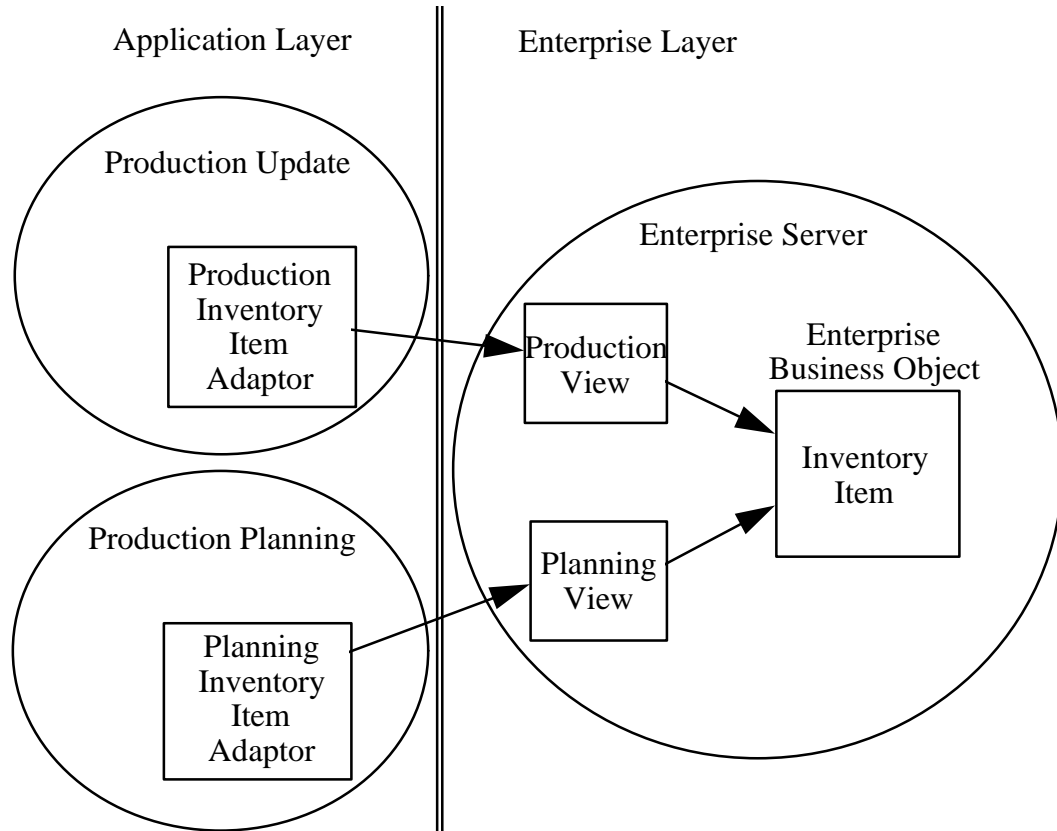 Application Layer
Enterprise Layer
Production Update
Production
Inventory
Item
Adaptor
Production Planning
Planning
Inventory
Item
Adaptor
Enterprise Server
Production
View
Planning
View
Enterprise
Business Object
Inventory
Item